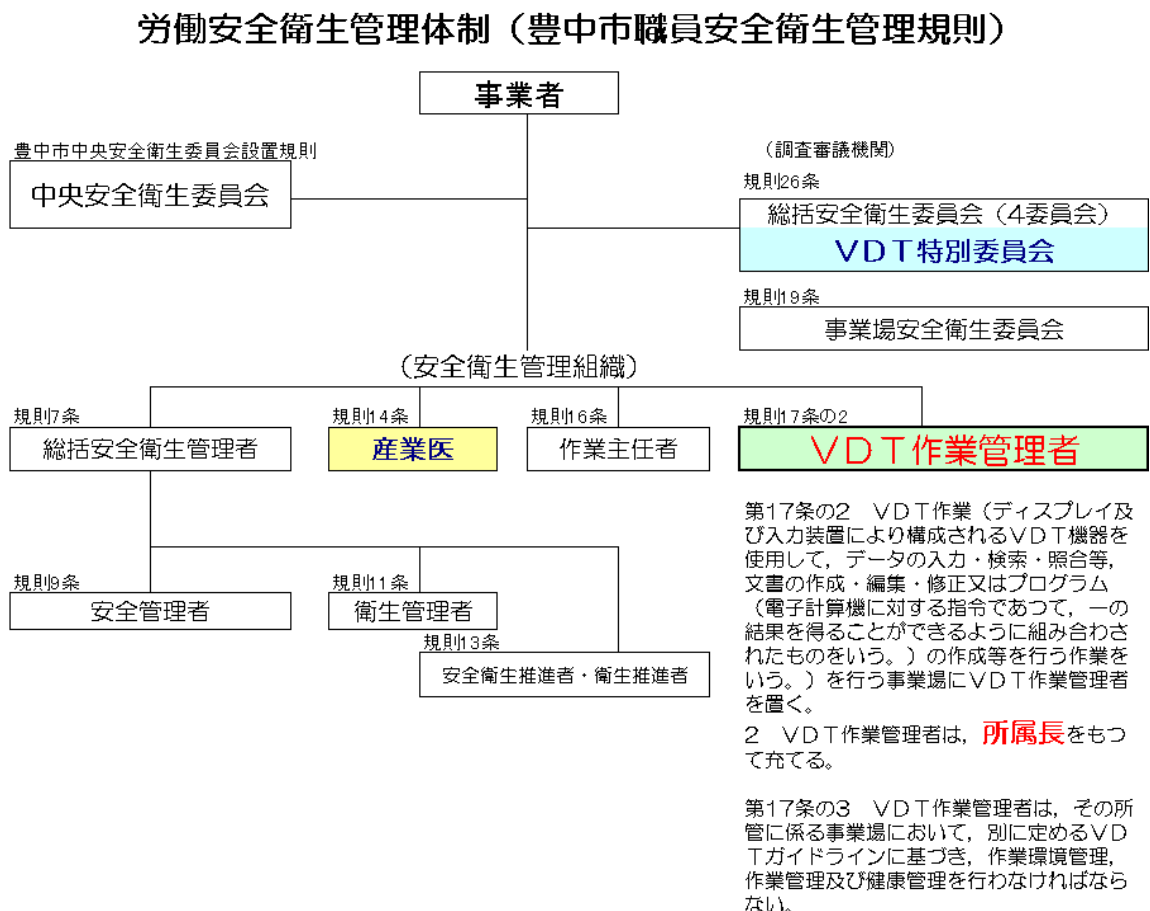 労働安全衛生管理体制（豊中市職員安全衛生管理規則）
事業者
豊中市中央安全衛生委員会設置規則
中央安全衛生委員会
（調査審議機関）
規則26条
総括安全衛生委員会（4委員会）
ＶＤＴ特別委員会
規則19条
事業場安全衛生委員会
（安全衛生管理組織）
規則7条
総括安全衛生管理者
規則14条
産業医
規則16条
作業主任者
規則17条の2
ＶＤＴ作業管理者
規則9条
安全管理者
規則11条
衛生管理者
規則13条
安全衛生推進者・衛生推進者
第17条の2　ＶＤＴ作業（ディスプレイ及
び入力装置により構成されるＶＤＴ機器を
使用して，データの入力・検索・照合等，
文書の作成・編集・修正又はプログラム
（電子計算機に対する指令であつて，一の
結果を得ることができるように組み合わさ
れたものをいう。）の作成等を行う作業を
いう。）を行う事業場にＶＤＴ作業管理者
を置く。
2　ＶＤＴ作業管理者は，所属長をもつ
て充てる。
第17条の3　ＶＤＴ作業管理者は，その所
管に係る事業場において，別に定めるＶＤ
Ｔガイドラインに基づき，作業環境管理，
作業管理及び健康管理を行わなければなら
ない。